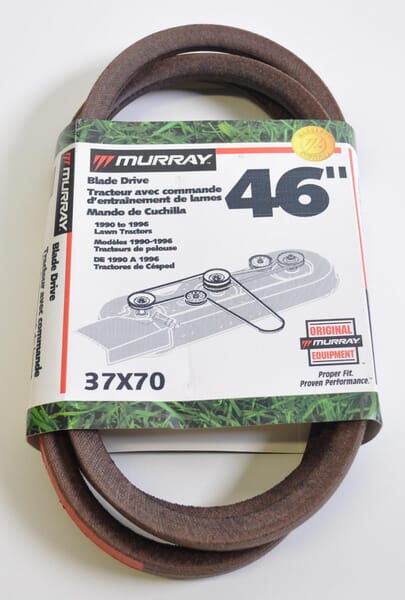 MURRAY
Blade Drive
Tracteur avec commande
d'entraînement de lames
Mando de Cuchilla
46"
1990 to 1996
Lawn Tractors
Modèles 1990-1996
Tracteurs de pelouse
DE 1990 A 1996
Tractores de Césped
37X70
ORIGINAL
MURRAY
EQUIPMENT
Proper Fit.
Proven Performance.™
MURRAY
Blade Drive
Tracteur avec commande